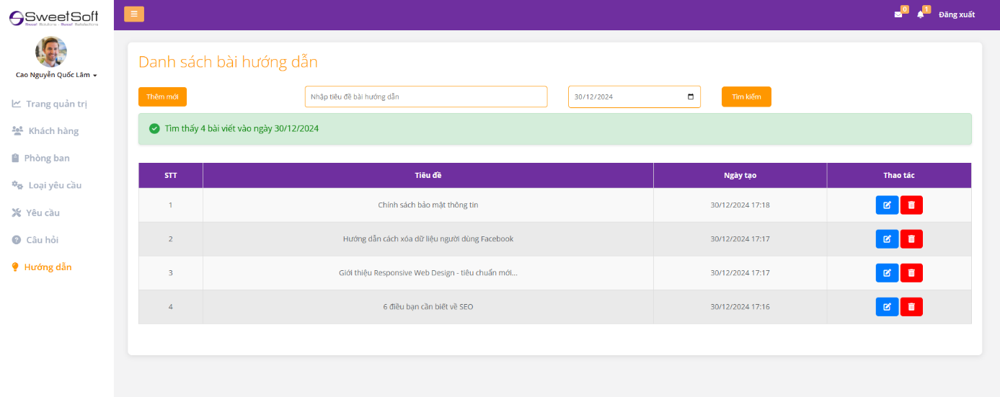 SweetSoft
Sweet Solutions - Sweet Satisfactions
0
1
Đăng xuất
Cao Nguyễn Quốc Lâm
Trang quản trị
Khách hàng
Phòng ban
Loại yêu cầu
Yêu cầu
Câu hỏi
Hướng dẫn
Danh sách bài hướng dẫn
Thêm mới
Nhập tiêu đề bài hướng dẫn
30/12/2024
Tìm kiếm
Tìm thấy 4 bài viết vào ngày 30/12/2024
STT Tiêu đề Ngày tạo Thao tác
1 Chính sách bảo mật thông tin 30/12/2024 17:18
2 Hướng dẫn cách xóa dữ liệu người dùng Facebook 30/12/2024 17:17
3 Giới thiệu Responsive Web Design - tiêu chuẩn mới... 30/12/2024 17:17
4 6 điều bạn cần biết về SEO 30/12/2024 17:16